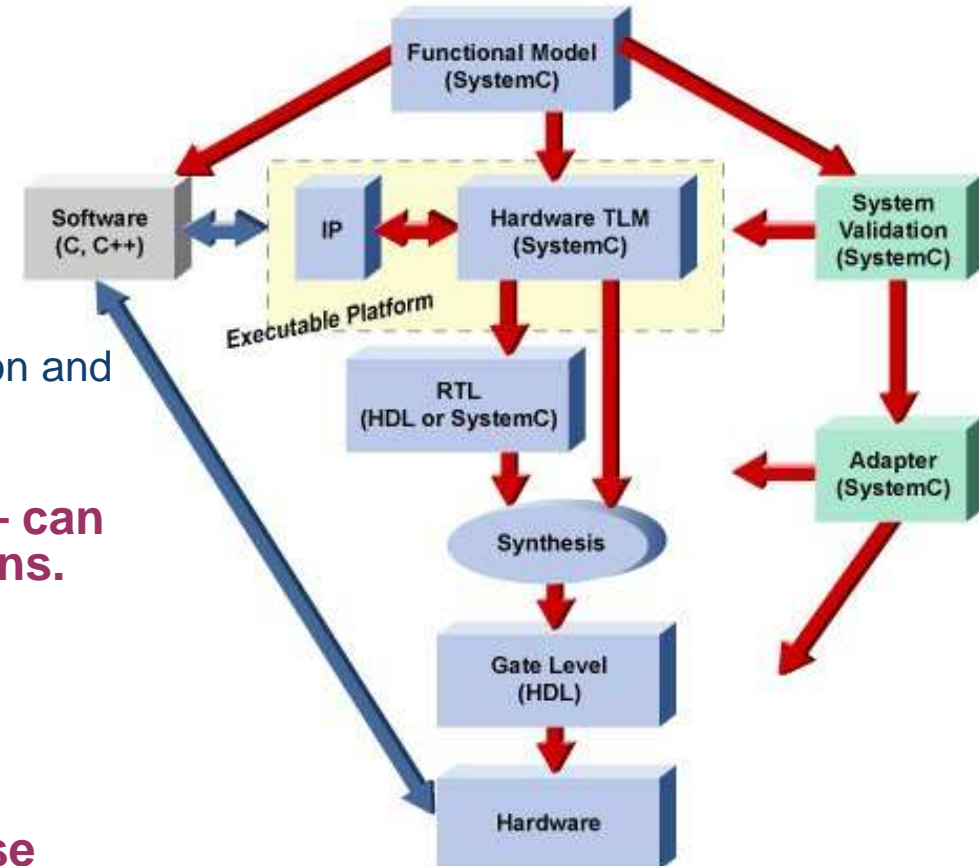 Functional Model
(SystemC)
Software
(C, C++)
IP
Hardware TLM
(SystemC)
System
Validation
(SystemC)
Executable Platform
on and
RTL
(HDL or SystemC)
Adapter
(SystemC)
– can
ns.
Synthesis
Gate Level
(HDL)
Hardware
se